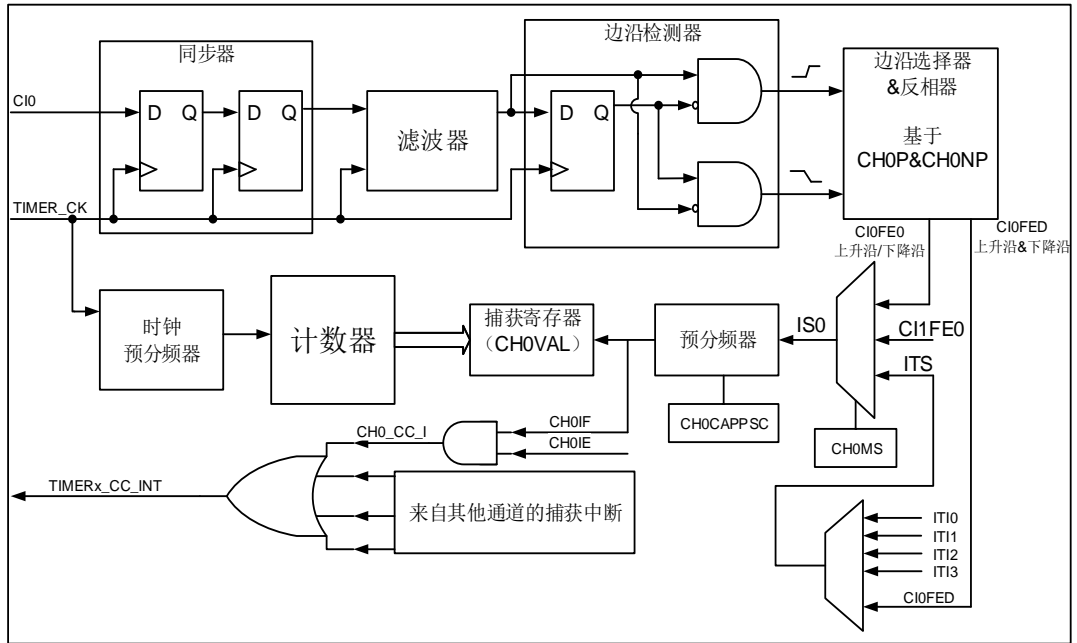 同步器
边沿检测器
CI0
D Q
D Q
滤波器
D Q
边沿选择器
&反相器
基于
CH0P&CH0NP
TIMER_CK
CI0FE0
上升沿/下降沿
CI0FED
上升沿&下降沿
时钟
预分频器
计数器
捕获寄存器
（CH0VAL）
预分频器
IS0
CI1FE0
ITS
CH0CAPPSC
CH0MS
CH0IF
CH0IE
CH0_CC_I
TIMERx_CC_INT
来自其他通道的捕获中断
ITI0
ITI1
ITI2
ITI3
CI0FED